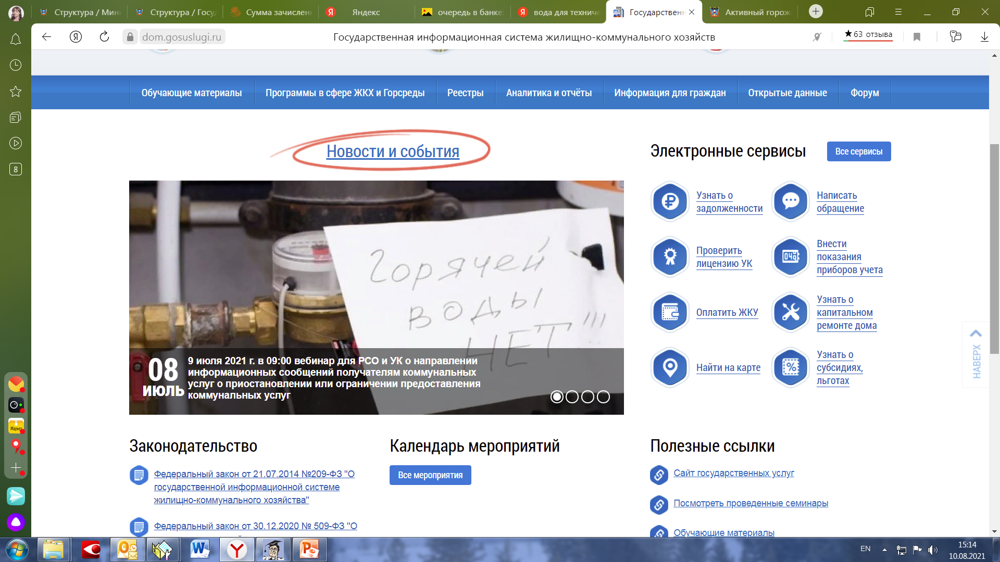 Структура / Мин
Структура / Госу
Сумма зачислен
Яндекс
очередь в банке
вода для техниче
Государственн
Активный горож
dom.gosuslugi.ru
Государственная информационная система жилищно-коммунального хозяйств
63 отзыва
8
Обучающие материалы
Программы в сфере ЖКХ и Горсреды
Реестры
Аналитика и отчёты
Информация для граждан
Открытые данные
Форум
Новости и события
Горячей
воды
НЕТ!!!
08
ИЮЛЬ
9 июля 2021 г. в 09:00 вебинар для РСО и УК о направлении
информационных сообщений получателям коммунальных
услуг о приостановлении или ограничении предоставления
коммунальных услуг
Электронные сервисы
Все сервисы
Узнать о
задолженности
Написать
обращение
Проверить
лицензию УК
Внести
показания
приборов учета
Оплатить ЖКУ
Узнать о
капитальном
ремонте дома
Найти на карте
Узнать о
субсидиях,
льготах
НАВЕРХ
Законодательство
Федеральный закон от 21.07.2014 №209-ФЗ "О
государственной информационной системе
жилищно-коммунального хозяйства"
Федеральный закон от 30.12.2020 № 509-ФЗ "О
Календарь мероприятий
Все мероприятия
Полезные ссылки
Сайт государственных услуг
Посмотреть проведенные семинары
Обучающие материалы
Маркет
EN
15:14
10.08.2021